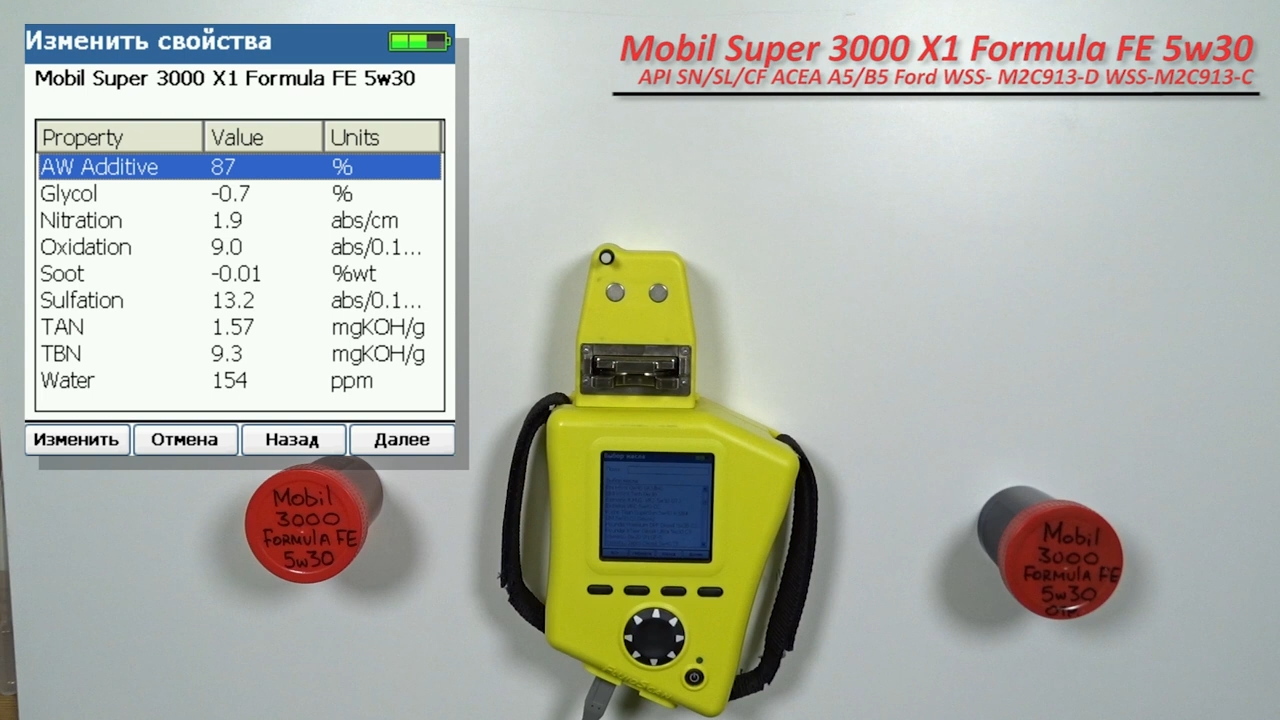 Изменить свойства
Mobil Super 3000 X1 Formula FE 5w30
Property Value Units
AW Additive 87 %
Glycol -0.7 %
Nitration 1.9 abs/cm
Oxidation 9.0 abs/0.1...
Soot -0.01 %wt
Sulfation 13.2 abs/0.1...
TAN 1.57 mgKOH/g
TBN 9.3 mgKOH/g
Water 154 ppm
Изменить Отмена Назад Далее
Mobil Super 3000 X1 Formula FE 5w30
API SN/SL/CF ACEA A5/B5 Ford WSS- M2C913-D WSS-M2C913-C
Mobil
3000
FORMULA FE
5w30
Mobil
3000
FORMULA FE
5w30